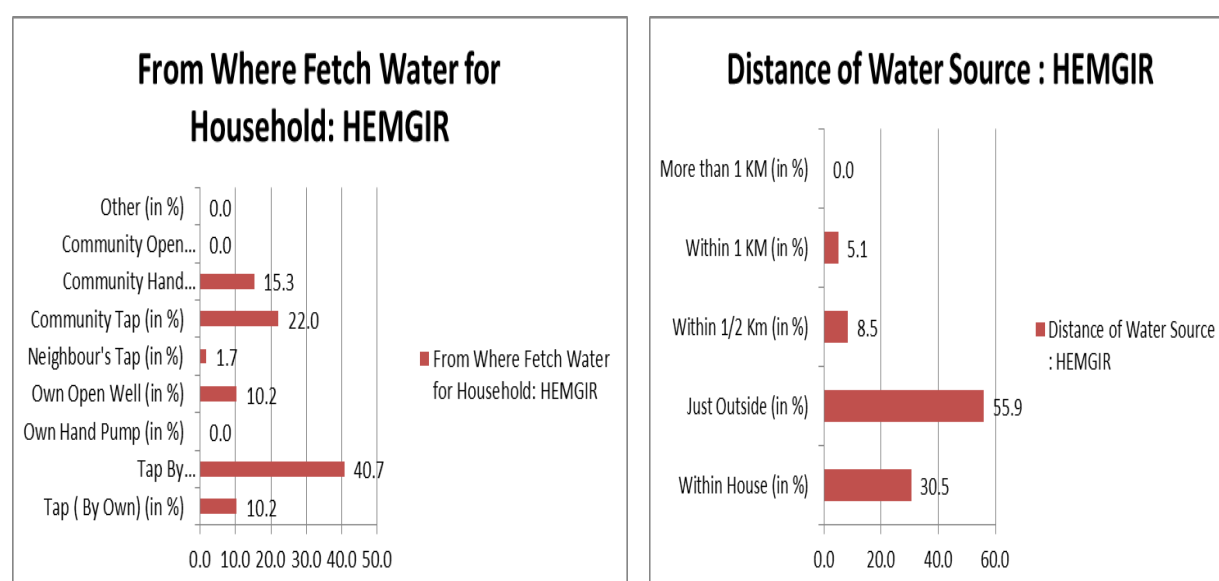 From Where Fetch Water for
Household: HEMGIR
Other (in %)
0.0
Community Open...
0.0
Community Hand...
15.3
Community Tap (in %)
22.0
Neighbour's Tap (in %)
1.7
Own Open Well (in %)
10.2
Own Hand Pump (in %)
0.0
Tap By...
40.7
Tap ( By Own) (in %)
10.2
0.0 10.0 20.0 30.0 40.0 50.0
From Where Fetch Water
for Household: HEMGIR
Distance of Water Source : HEMGIR
More than 1 KM (in %)
0.0
Within 1 KM (in %)
5.1
Within 1/2 Km (in %)
8.5
Just Outside (in %)
55.9
Within House (in %)
30.5
0.0 20.0 40.0 60.0
Distance of Water Source
: HEMGIR